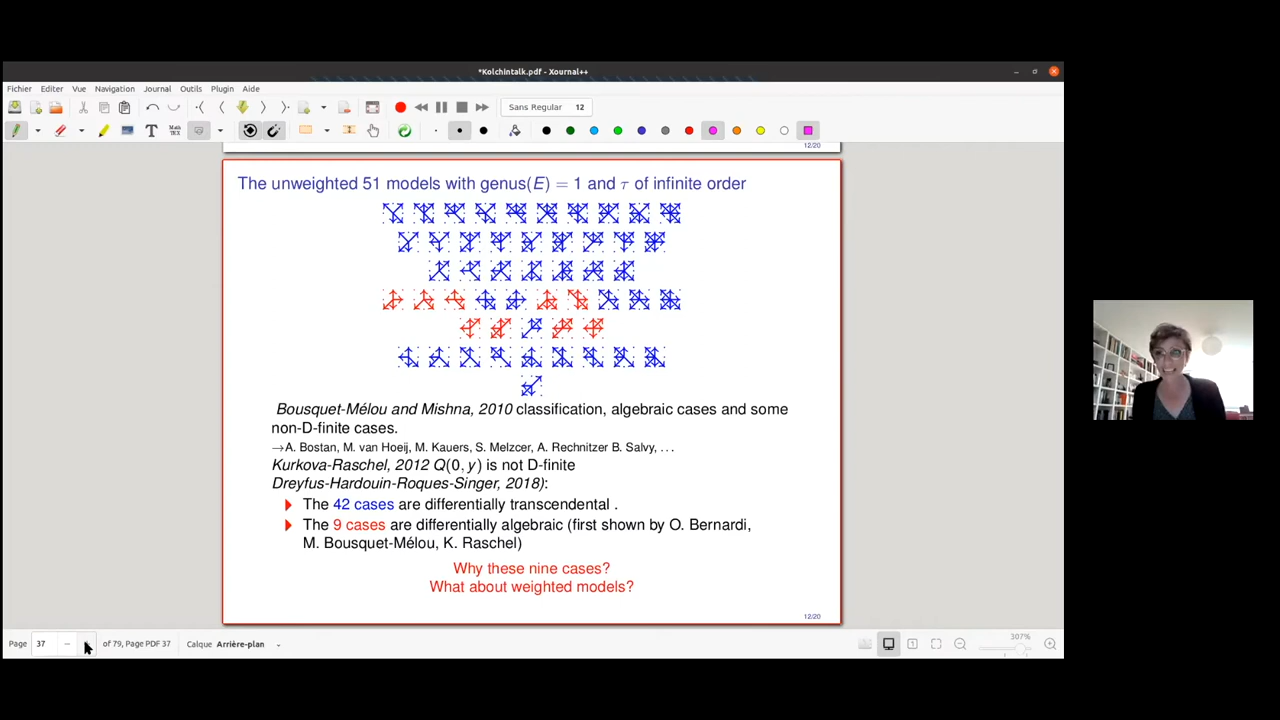 *Kolchintalk.pdf - Xournal++
Fichier Editer Vue Navigation Journal Outils Plugin Aide
Sans Regular 12
12/20
The unweighted 51 models with genus(E) = 1 and τ of infinite order
Bousquet-Mélou and Mishna, 2010 classification, algebraic cases and some
non-D-finite cases.
→A. Bostan, M. van Hoeij, M. Kauers, S. Melzcer, A. Rechnitzer B. Salvy, ...
Kurkova-Raschel, 2012 Q(0, y) is not D-finite
Dreyfus-Hardouin-Roques-Singer, 2018):
The 42 cases are differentially transcendental .
The 9 cases are differentially algebraic (first shown by O. Bernardi,
M. Bousquet-Mélou, K. Raschel)
Why these nine cases?
What about weighted models?
12/20
Page 37 of 79, Page PDF 37 Calque Arrière-plan
307%